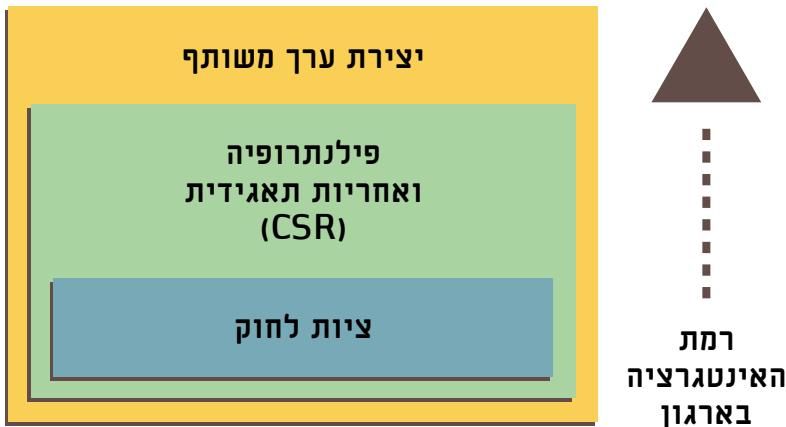 יצירת ערך משותף
פילנתרופיה
ואחריות תאגידית
(CSR)
ציות לחוק
רמת
האינטגרציה
בארגון